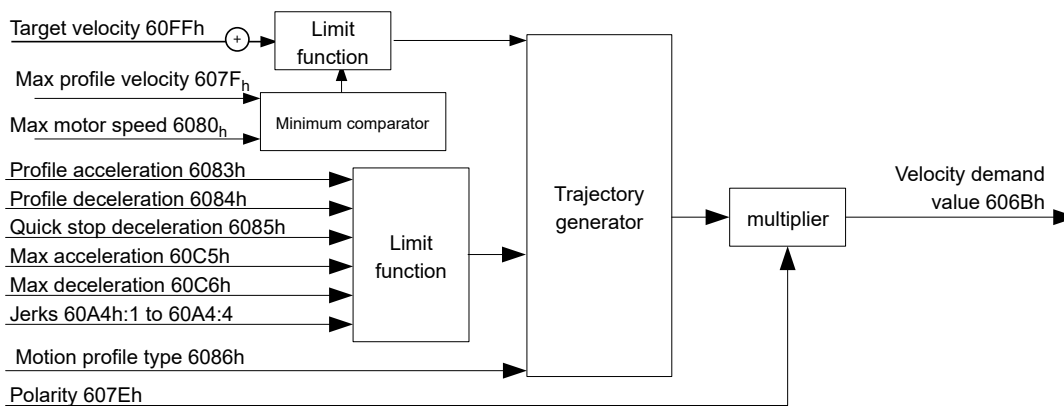 Target velocity 60FFh
+
Limit
function
Max profile velocity 607Fh
Max motor speed 6080h
Minimum comparator
Profile acceleration 6083h
Profile deceleration 6084h
Quick stop deceleration 6085h
Max acceleration 60C5h
Max deceleration 60C6h
Jerks 60A4h:1 to 60A4:4
Limit
function
Motion profile type 6086h
Polarity 607Eh
Trajectory
generator
multiplier
Velocity demand
value 606Bh